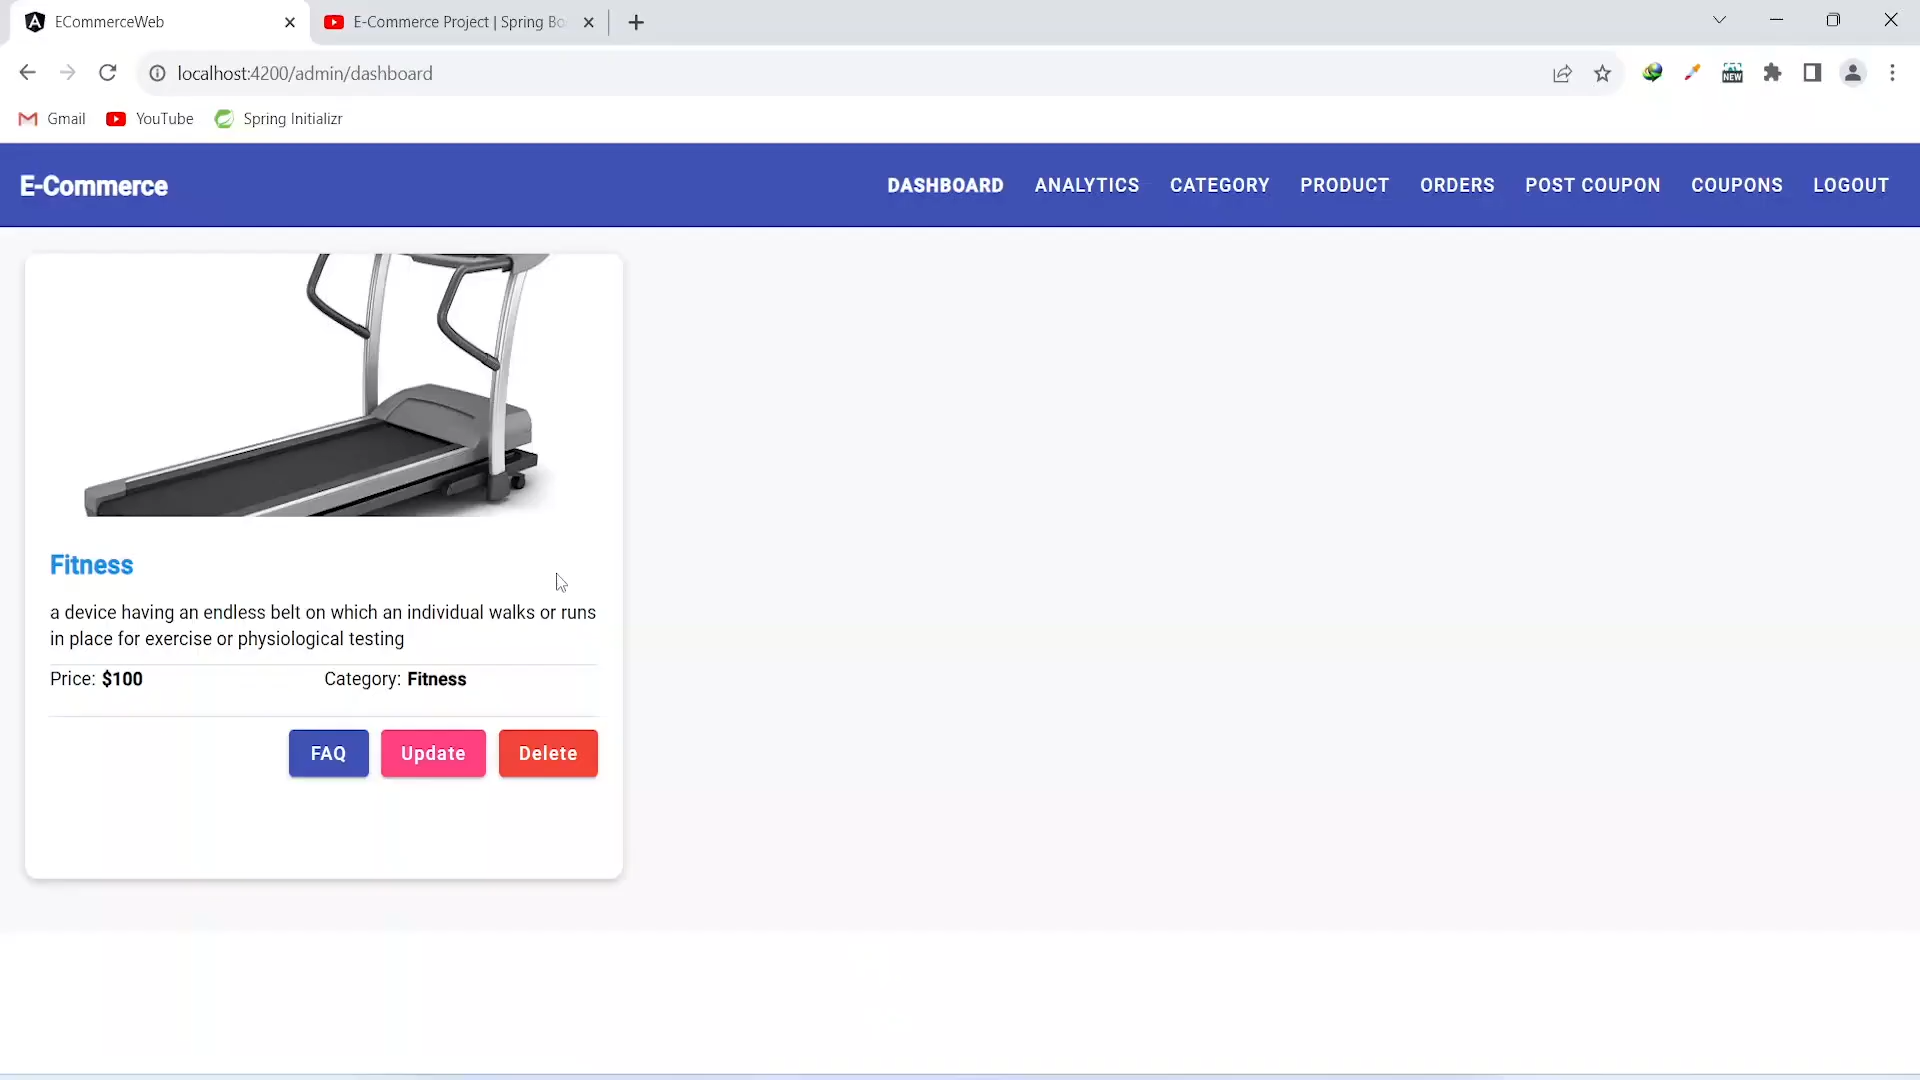 ECommerceWeb
E-Commerce Project | Spring Bo
localhost:4200/admin/dashboard
NEW
Gmail YouTube Spring Initializr
E-Commerce DASHBOARD ANALYTICS CATEGORY PRODUCT ORDERS POST COUPON COUPONS LOGOUT
Fitness
a device having an endless belt on which an individual walks or runs
in place for exercise or physiological testing
Price: $100 Category: Fitness
FAQ Update Delete